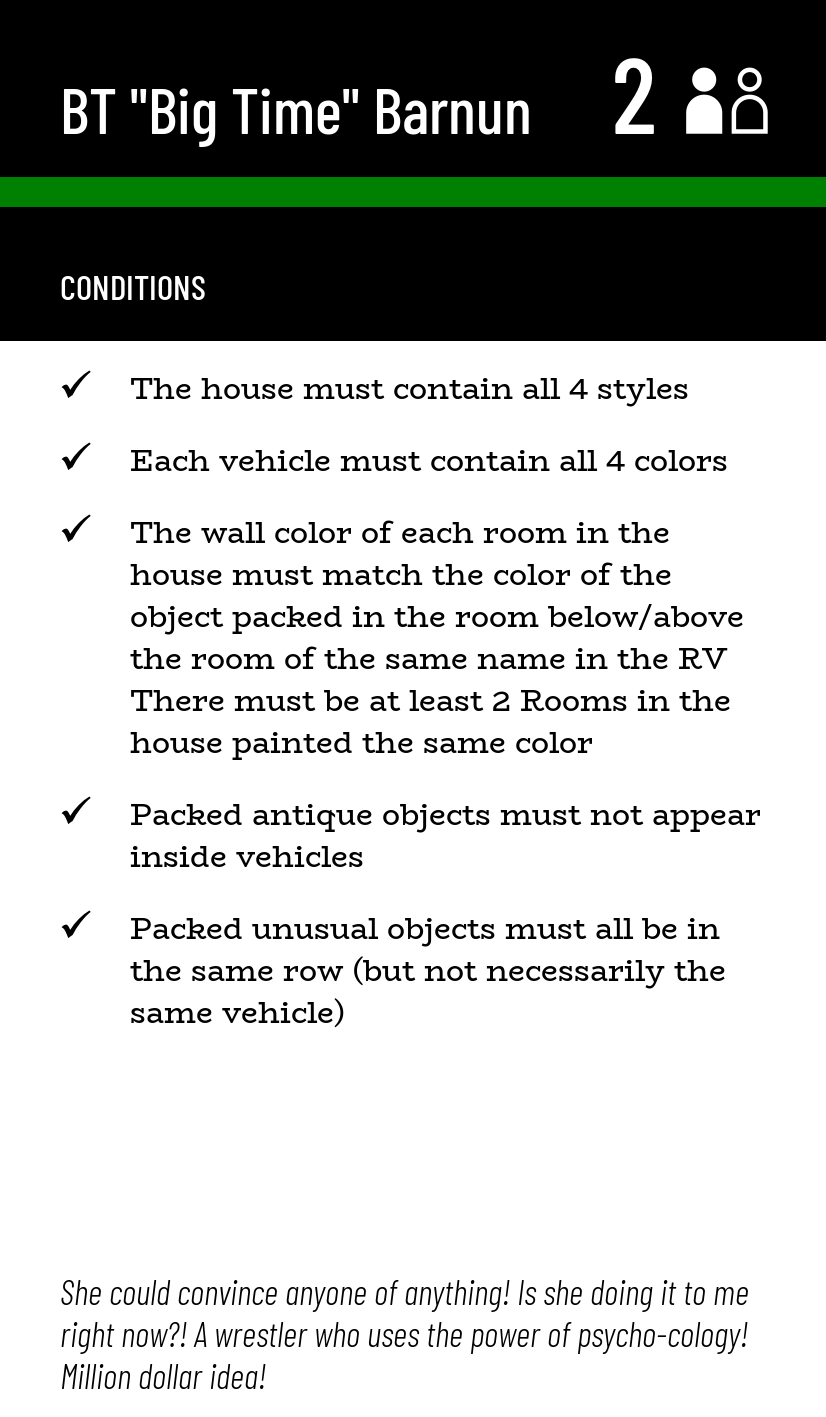 BT "Big Time" Barnun 2
CONDITIONS
✓ The house must contain all 4 styles
✓ Each vehicle must contain all 4 colors
✓ The wall color of each room in the
house must match the color of the
object packed in the room below/above
the room of the same name in the RV
There must be at least 2 Rooms in the
house painted the same color
✓ Packed antique objects must not appear
inside vehicles
✓ Packed unusual objects must all be in
the same row (but not necessarily the
same vehicle)
She could convince anyone of anything! Is she doing it to me
right now?! A wrestler who uses the power of psycho-cology!
Million dollar idea!